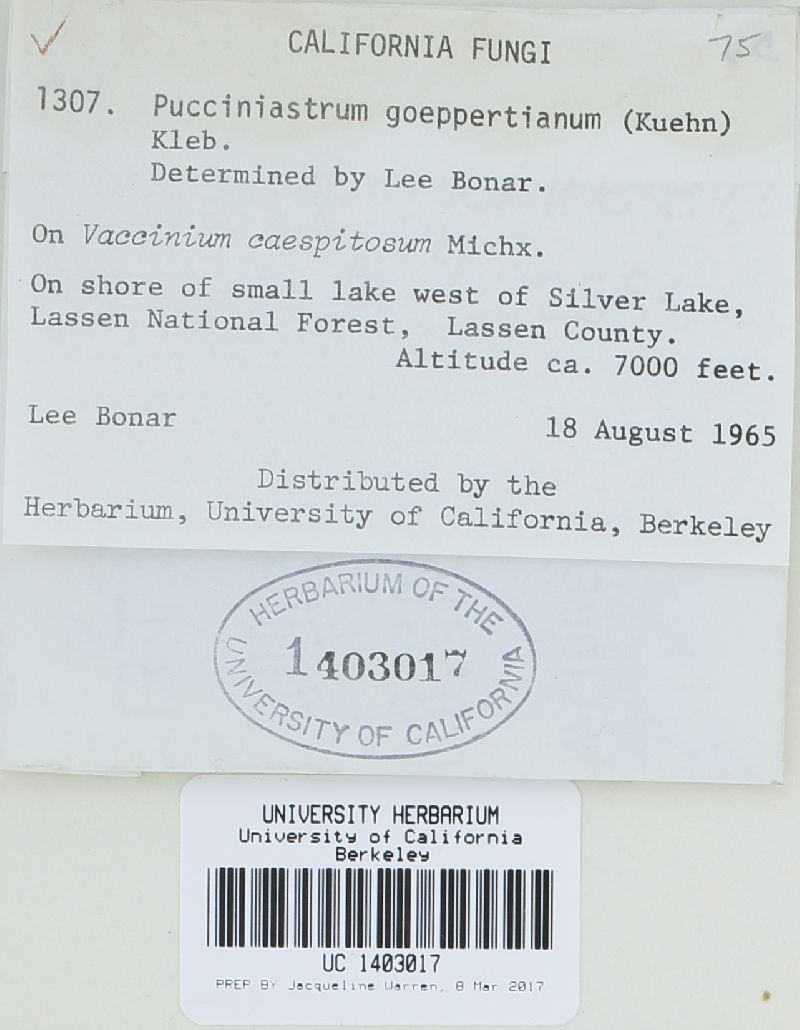 CALIFORNIA FUNGI 75
1307. Pucciniastrum goeppertianum (Kuehn)
Kleb.
Determined by Lee Bonar.
On Vaccinium caespitosum Michx.
On shore of small lake west of Silver Lake,
Lassen National Forest, Lassen County.
Altitude ca. 7000 feet.
Lee Bonar 18 August 1965
Distributed by the
Herbarium, University of California, Berkeley
HERBARIUM OF THE
1403017
UNIVERSITY OF CALIFORNIA
UNIVERSITY HERBARIUM
University of California
Berkeley
UC 1403017
PREP BY Jacqueline Warren, 8 Mar 2017